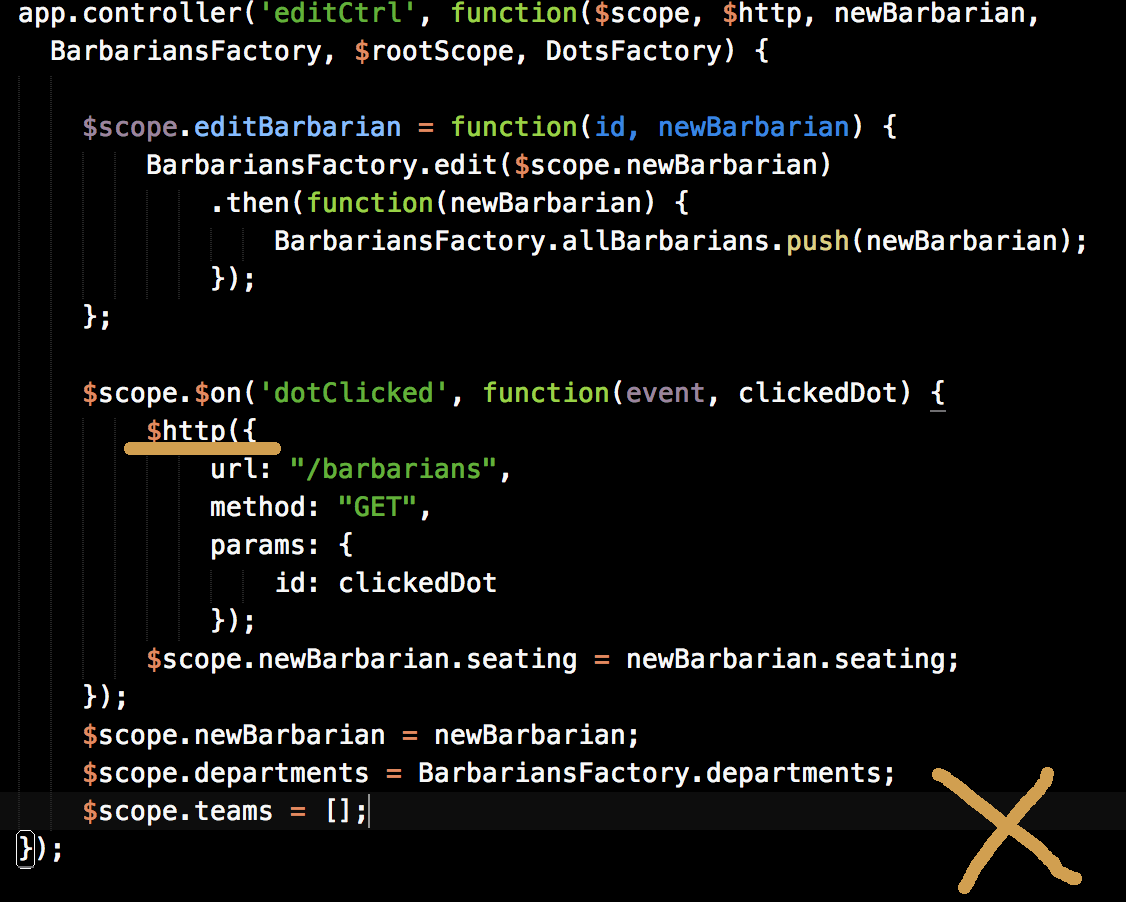 app.controller('editCtrl', function($scope, $http, newBarbarian,
BarbariansFactory, $rootScope, DotsFactory) {
$scope.editBarbarian = function(id, newBarbarian) {
BarbariansFactory.edit($scope.newBarbarian)
.then(function(newBarbarian) {
BarbariansFactory.allBarbarians.push(newBarbarian);
});
};
$scope.$on('dotClicked', function(event, clickedDot) {
$http({
url: "/barbarians",
method: "GET",
params: {
id: clickedDot
});
$scope.newBarbarian.seating = newBarbarian.seating;
});
$scope.newBarbarian = newBarbarian;
$scope.departments = BarbariansFactory.departments;
$scope.teams = [];
});